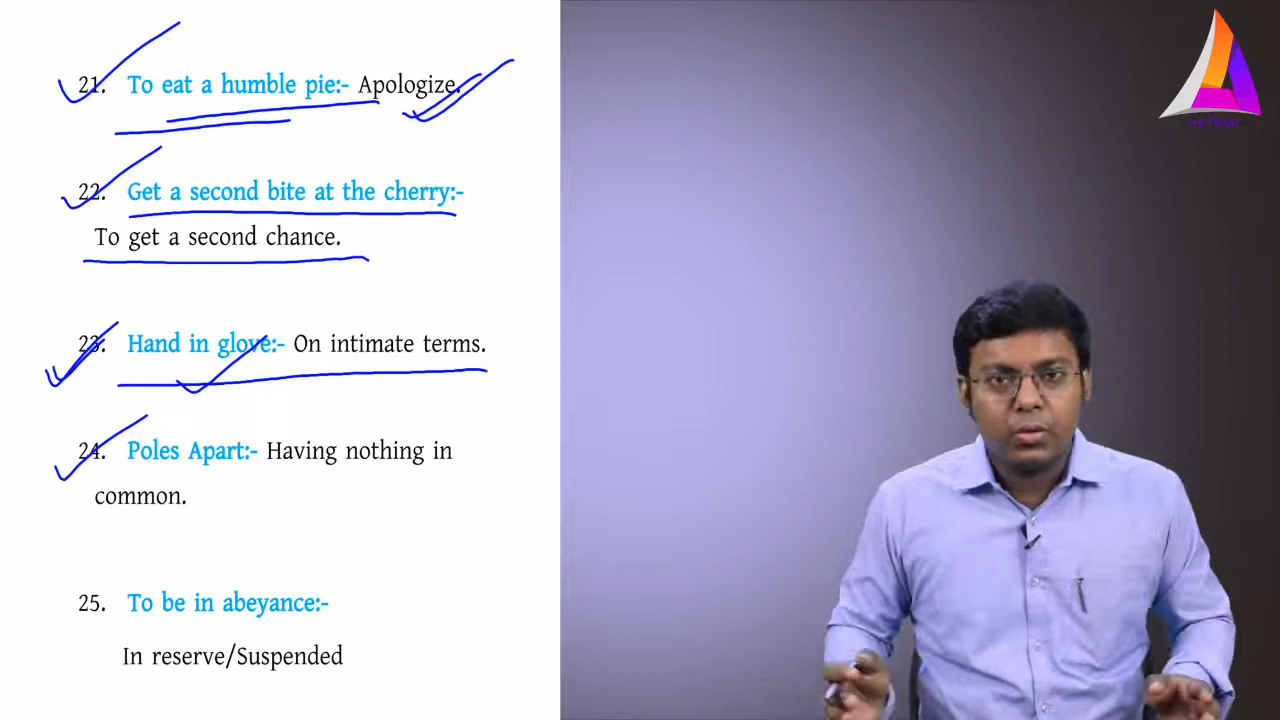 21. To eat a humble pie:- Apologize.
22. Get a second bite at the cherry:-
To get a second chance.
23. Hand in glove:- On intimate terms.
24. Poles Apart:- Having nothing in
common.
25. To be in abeyance:-
In reserve/Suspended